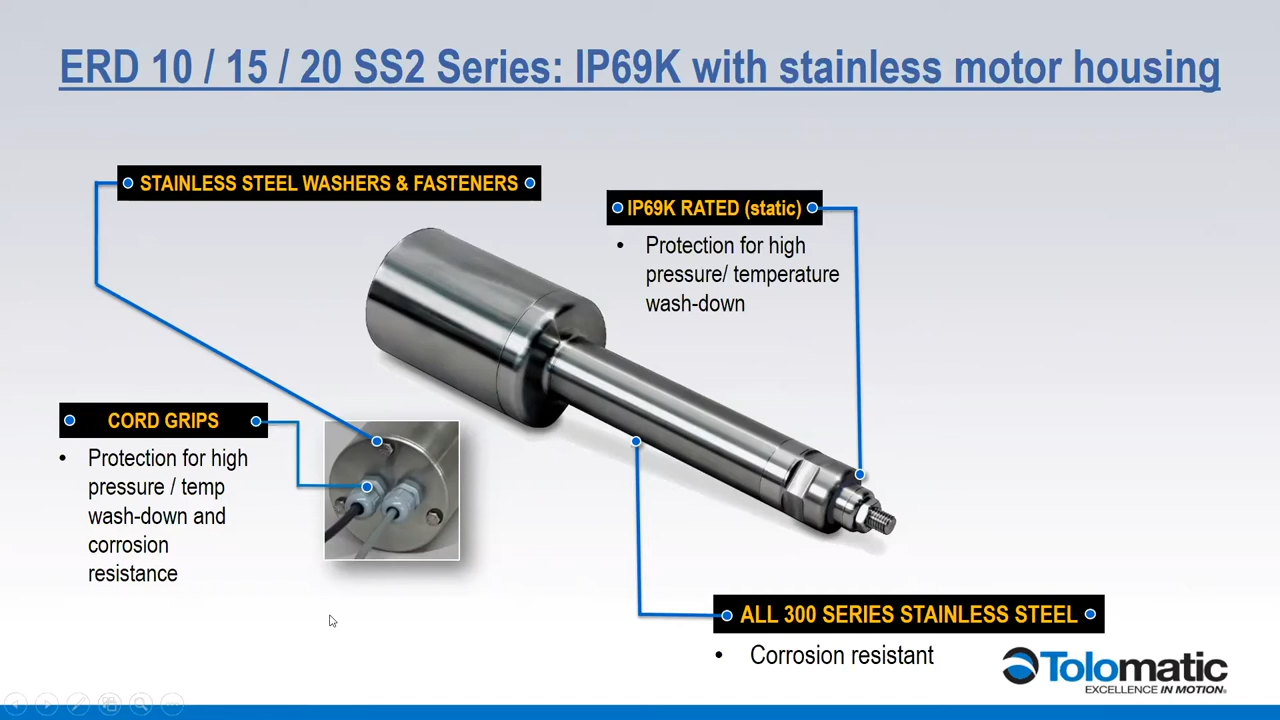 ERD 10 / 15 / 20 SS2 Series: IP69K with stainless motor housing
STAINLESS STEEL WASHERS & FASTENERS
IP69K RATED (static)
• Protection for high
pressure/ temperature
wash-down
CORD GRIPS
• Protection for high
pressure / temp
wash-down and
corrosion
resistance
ALL 300 SERIES STAINLESS STEEL
• Corrosion resistant
Tolomatic
EXCELLENCE IN MOTION®